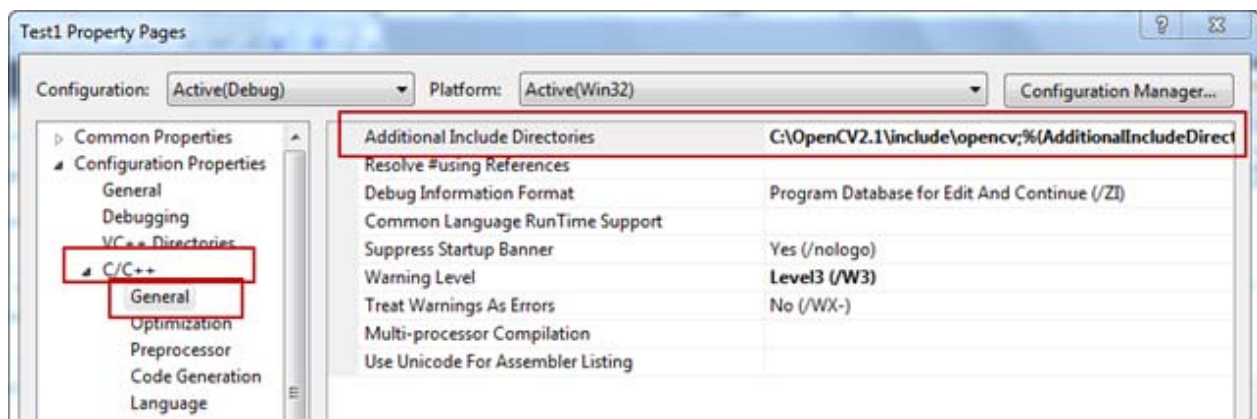 Test1 Property Pages
Configuration: Active(Debug) Platform: Active(Win32) Configuration Manager...
Common Properties
Configuration Properties
General
Debugging
VC++ Directories
C/C++
General
Optimization
Preprocessor
Code Generation
Language
Additional Include Directories C:\OpenCV2.1\include\opencv;%(AdditionalIncludeDirect
Resolve #using References
Debug Information Format Program Database for Edit And Continue (/ZI)
Common Language RunTime Support
Suppress Startup Banner Yes (/nologo)
Warning Level Level3 (/W3)
Treat Warnings As Errors No (/WX-)
Multi-processor Compilation
Use Unicode For Assembler Listing